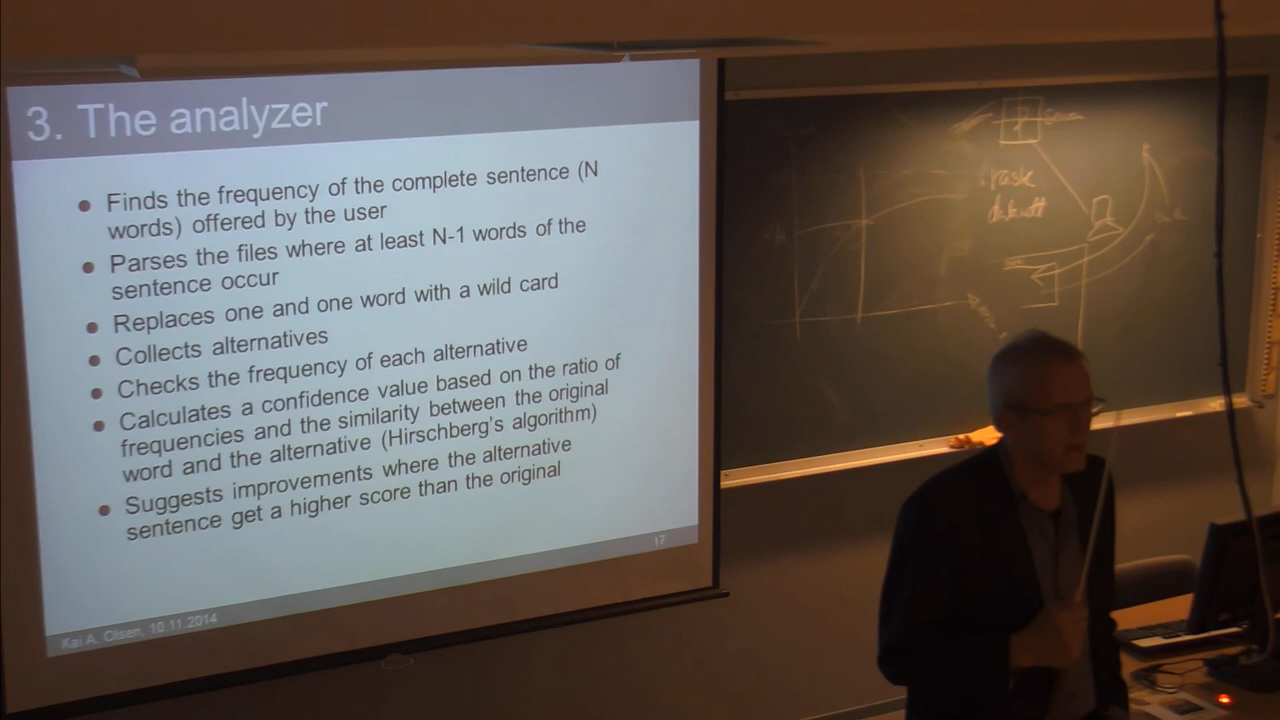 3. The analyzer
• Finds the frequency of the complete sentence (N
words) offered by the user
• Parses the files where at least N-1 words of the
sentence occur
• Replaces one and one word with a wild card
• Collects alternatives
• Checks the frequency of each alternative
• Calculates a confidence value based on the ratio of
frequencies and the similarity between the original
word and the alternative (Hirschberg's algorithm)
• Suggests improvements where the alternative
sentence get a higher score than the original
17
Kai A. Olsen, 10.11.2014